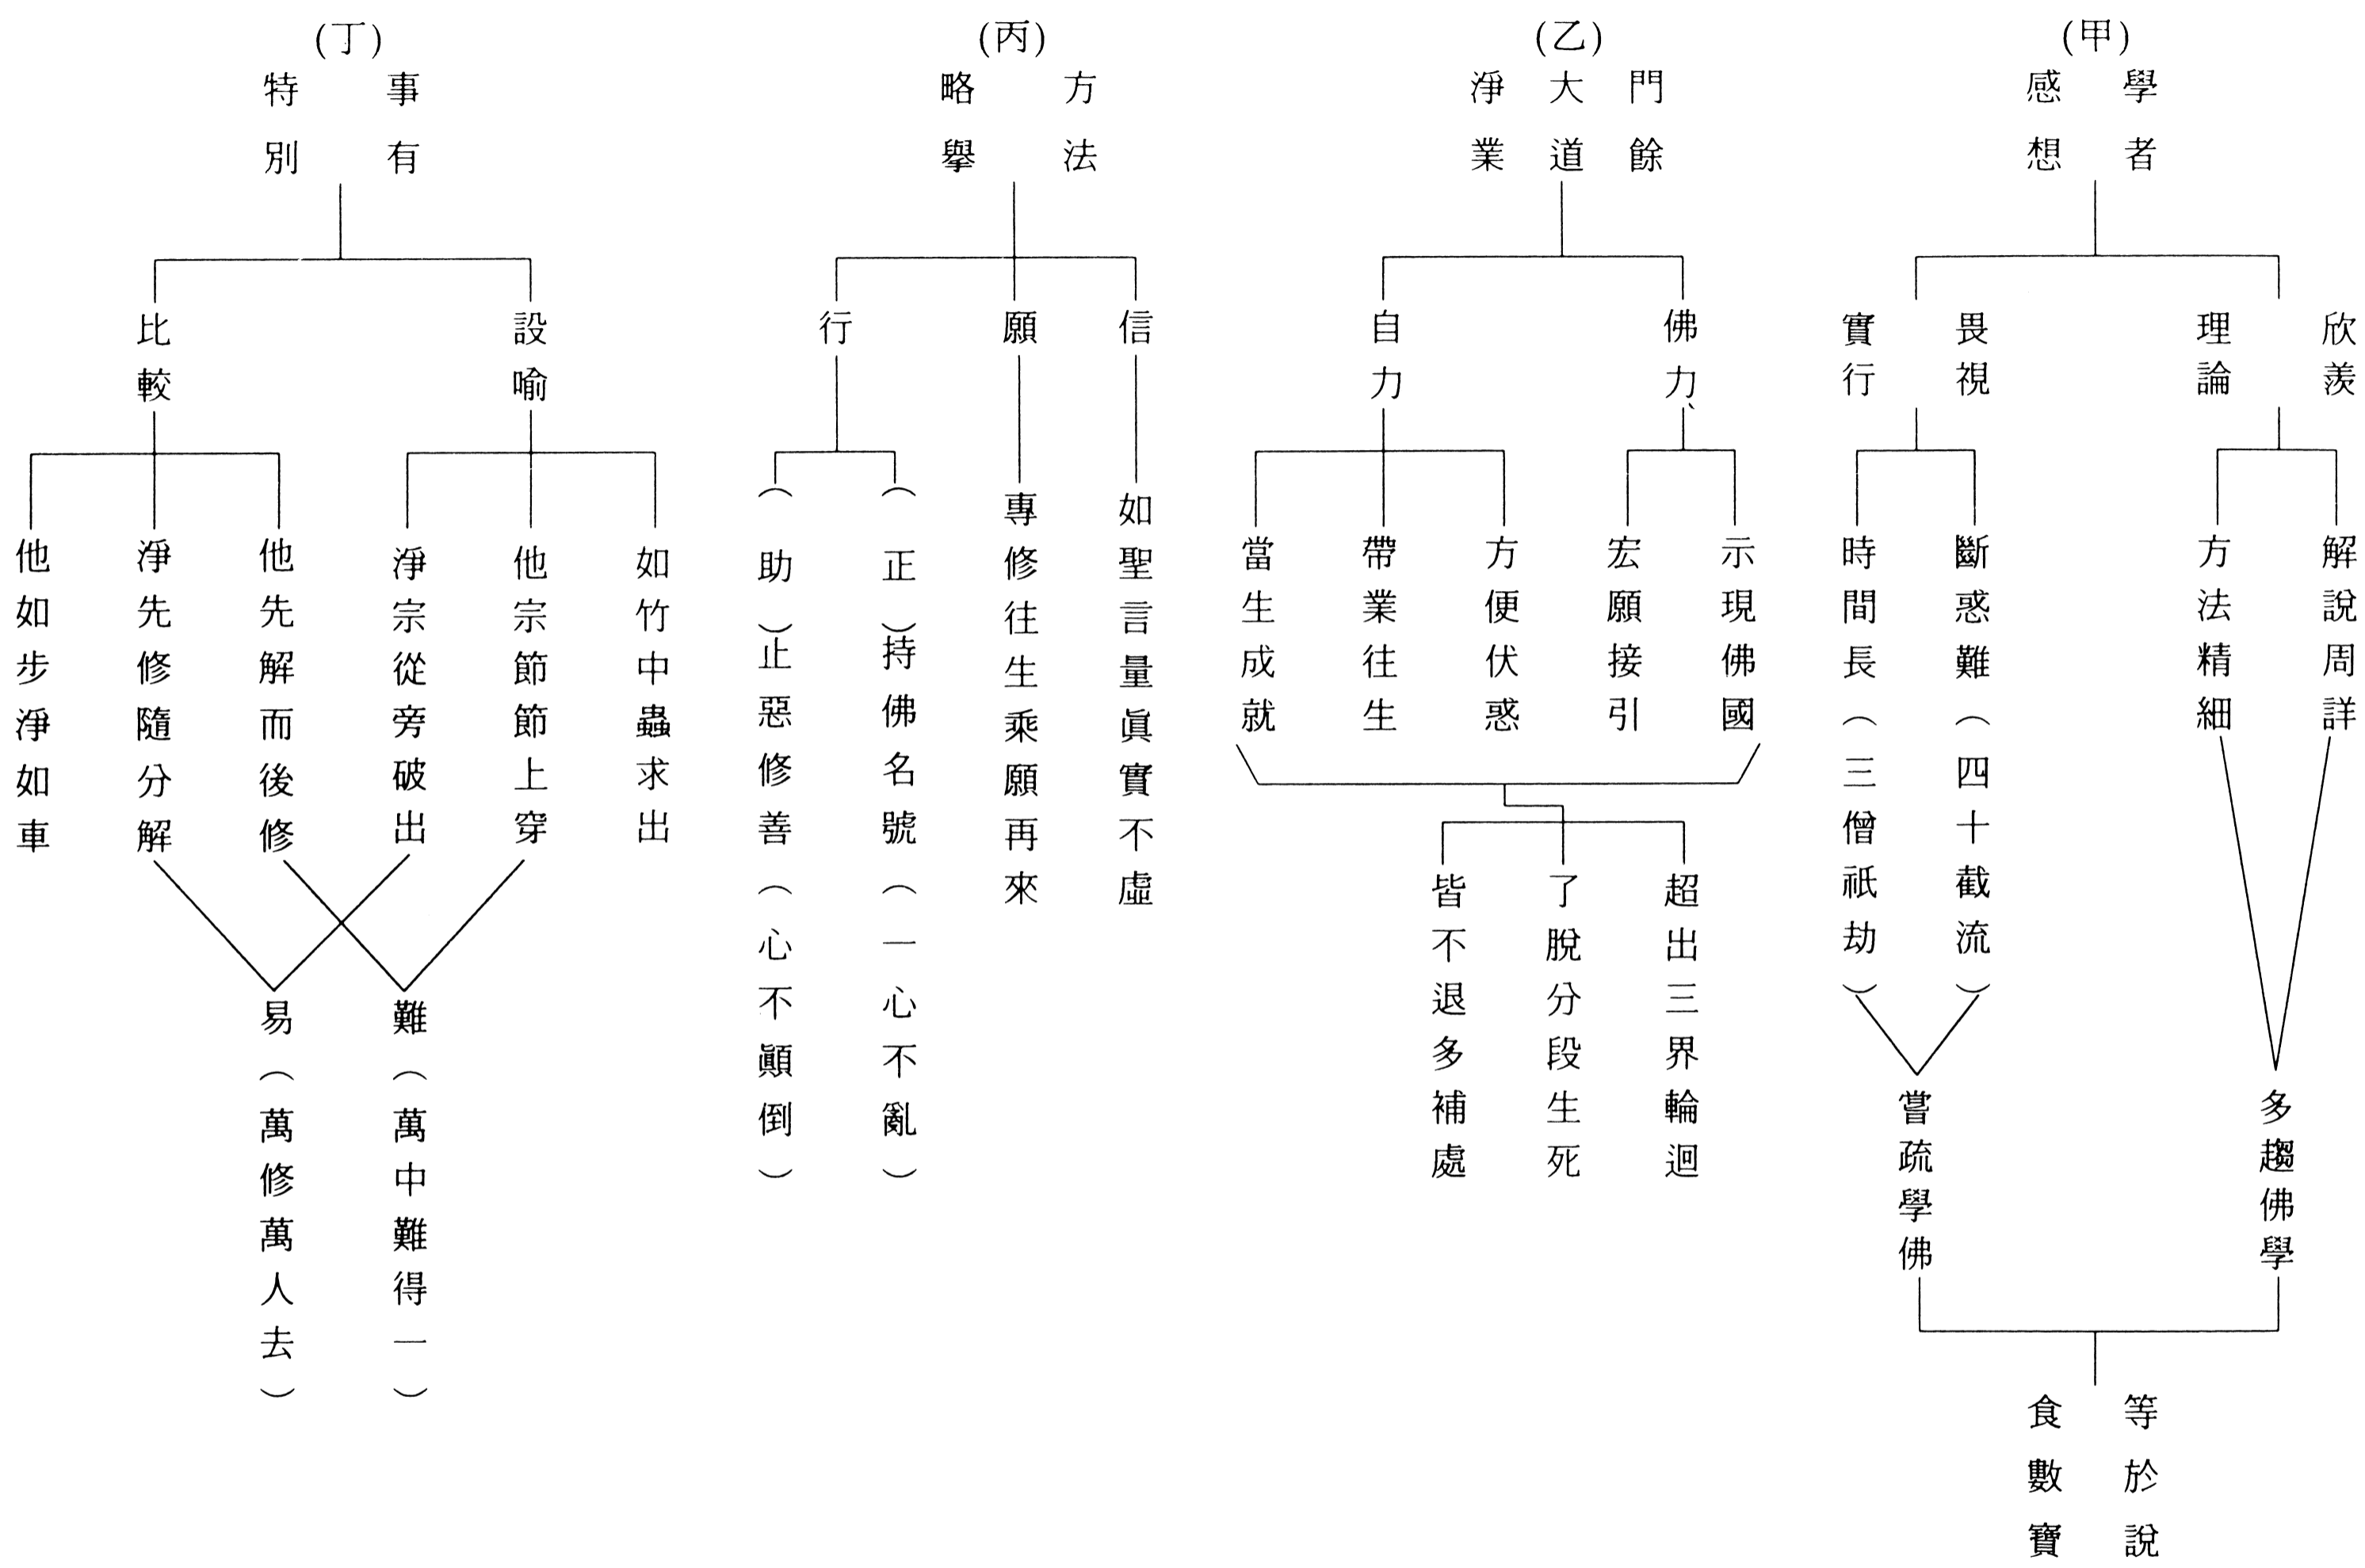 (甲)
學者
感想
欣羨
理論
解說周詳
方法精細
多趨佛學
畏視
實行
斷惑難（四十截流）
時間長（三僧祇劫）
嘗疏學佛
等於說
食數寶
(乙)
門餘
大道
淨業
佛力
示現佛國
宏願接引
自力
方便伏惑
帶業往生
當生成就
超出三界輪迴
了脫分段生死
皆不退多補處
(丙)
方法
略舉
信
如聖言量眞實不虛
願
專修往生乘願再來
行
（正）持佛名號（一心不亂）
（助）止惡修善（心不顚倒）
(丁)
事有
特別
設喻
如竹中蟲求出
他宗節節上穿
淨宗從旁破出
比較
他先解而後修
淨先修隨分解
他如步淨如車
難（萬中難得一）
易（萬修萬人去）